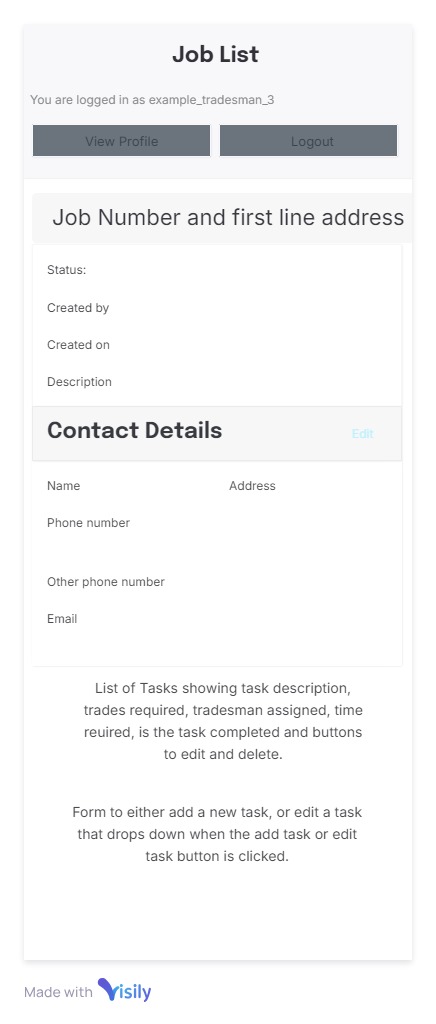 Job List
You are logged in as example_tradesman_3
View Profile
Logout
Job Number and first line address
Status:
Created by
Created on
Description
Contact Details
Edit
Name
Address
Phone number
Other phone number
Email
List of Tasks showing task description,
trades required, tradesman assigned, time
reuired, is the task completed and buttons
to edit and delete.
Form to either add a new task, or edit a task
that drops down when the add task or edit
task button is clicked.
Made with Visily